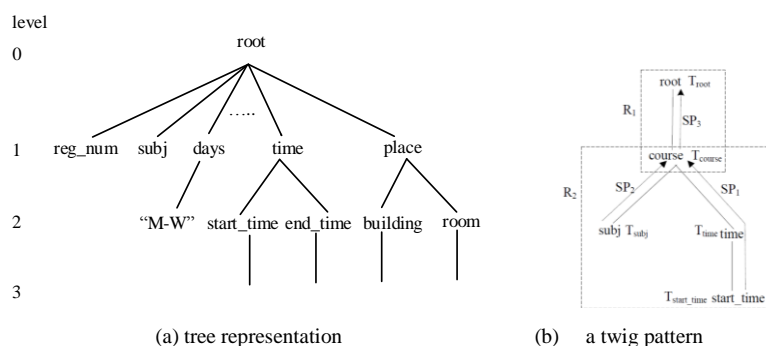 level
root
0
.....
1
reg_num subj days time place
2
"M-W" start_time end_time building room
3
(a) tree representation
root T_root
R_1
SP_3
course T_course
R_2
SP_2 SP_1
subj T_subj T_time time
T_start_time start_time
(b) a twig pattern